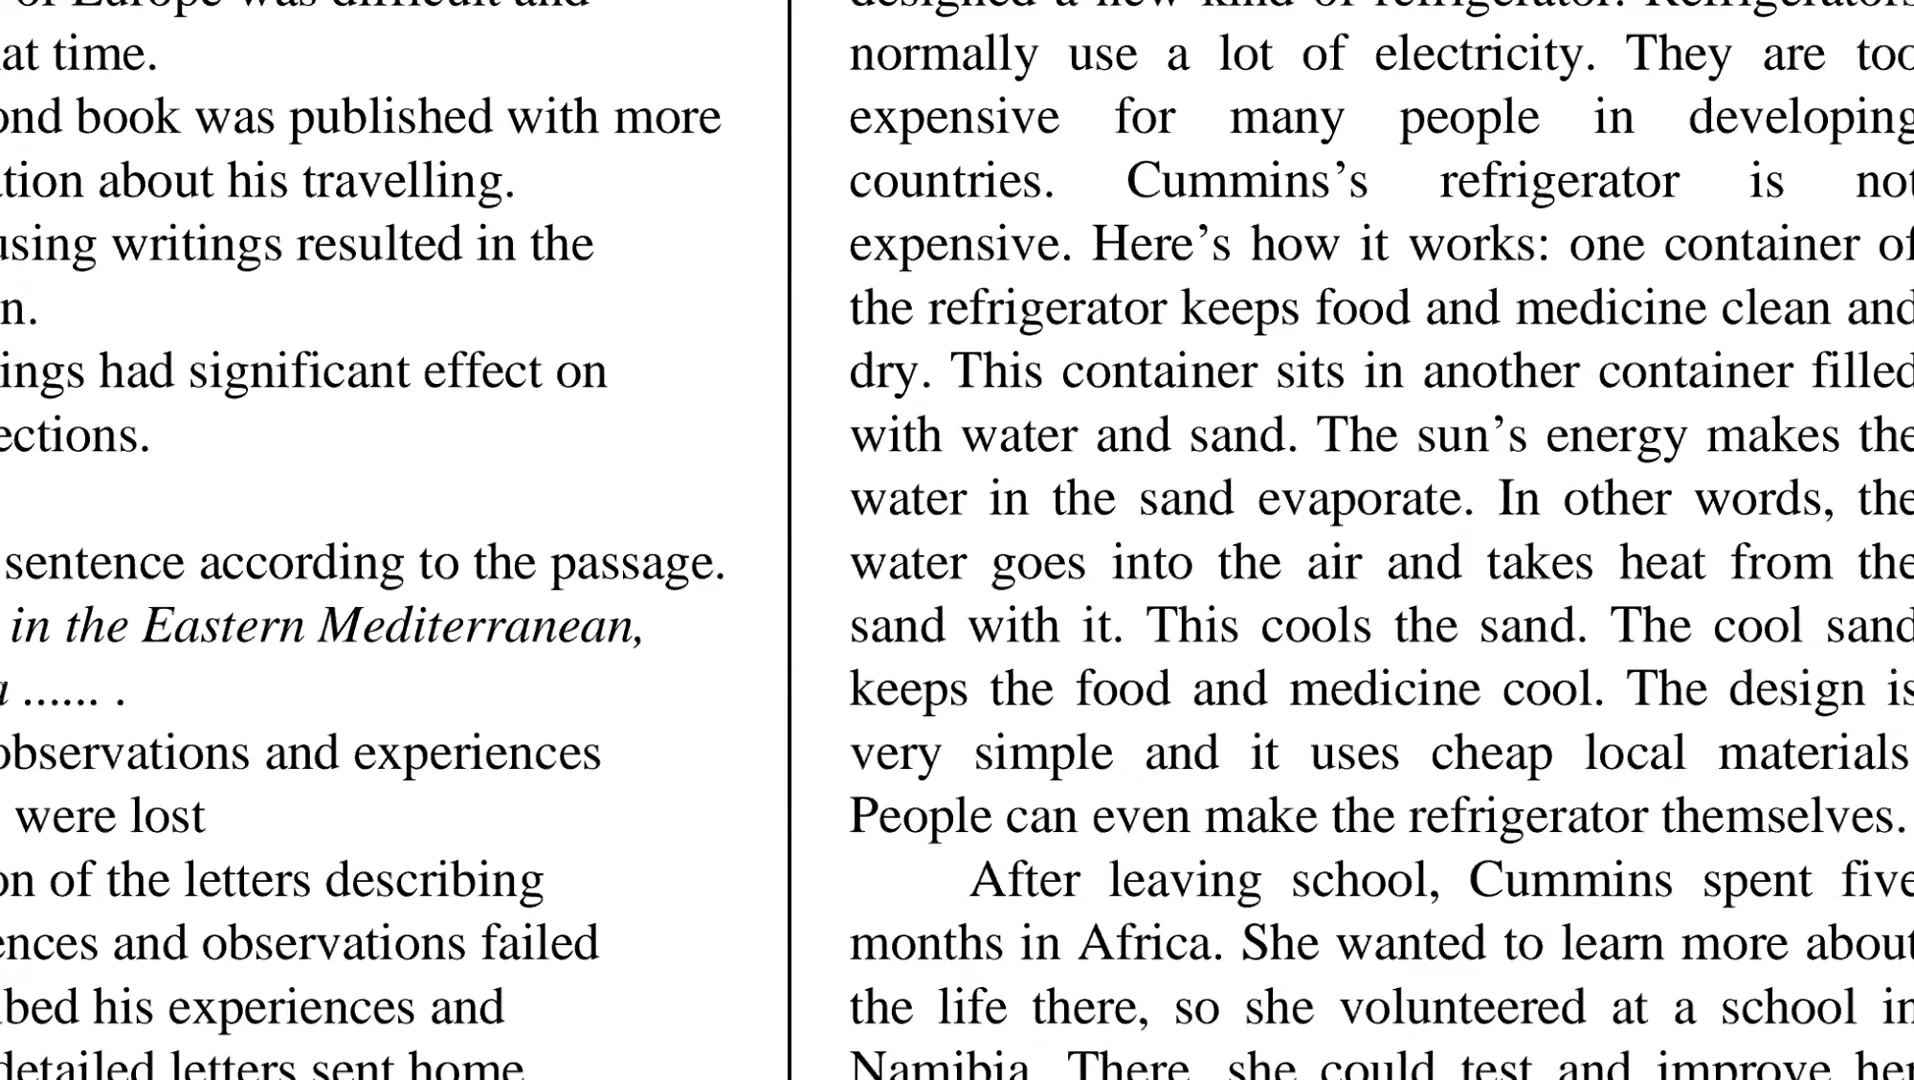 of Europe was difficult and
at time.
ond book was published with more
tion about his travelling.
using writings resulted in the
n.
ings had significant effect on
ections.
sentence according to the passage.
in the Eastern Mediterranean,
a ...... .
observations and experiences
were lost
on of the letters describing
ences and observations failed
bed his experiences and
detailed letters sent home
designed a new kind of refrigerator. Refrigerators
normally use a lot of electricity. They are too
expensive for many people in developing
countries. Cummins’s refrigerator is not
expensive. Here’s how it works: one container of
the refrigerator keeps food and medicine clean and
dry. This container sits in another container filled
with water and sand. The sun’s energy makes the
water in the sand evaporate. In other words, the
water goes into the air and takes heat from the
sand with it. This cools the sand. The cool sand
keeps the food and medicine cool. The design is
very simple and it uses cheap local materials
People can even make the refrigerator themselves.
After leaving school, Cummins spent five
months in Africa. She wanted to learn more about
the life there, so she volunteered at a school in
Namibia. There, she could test and improve her